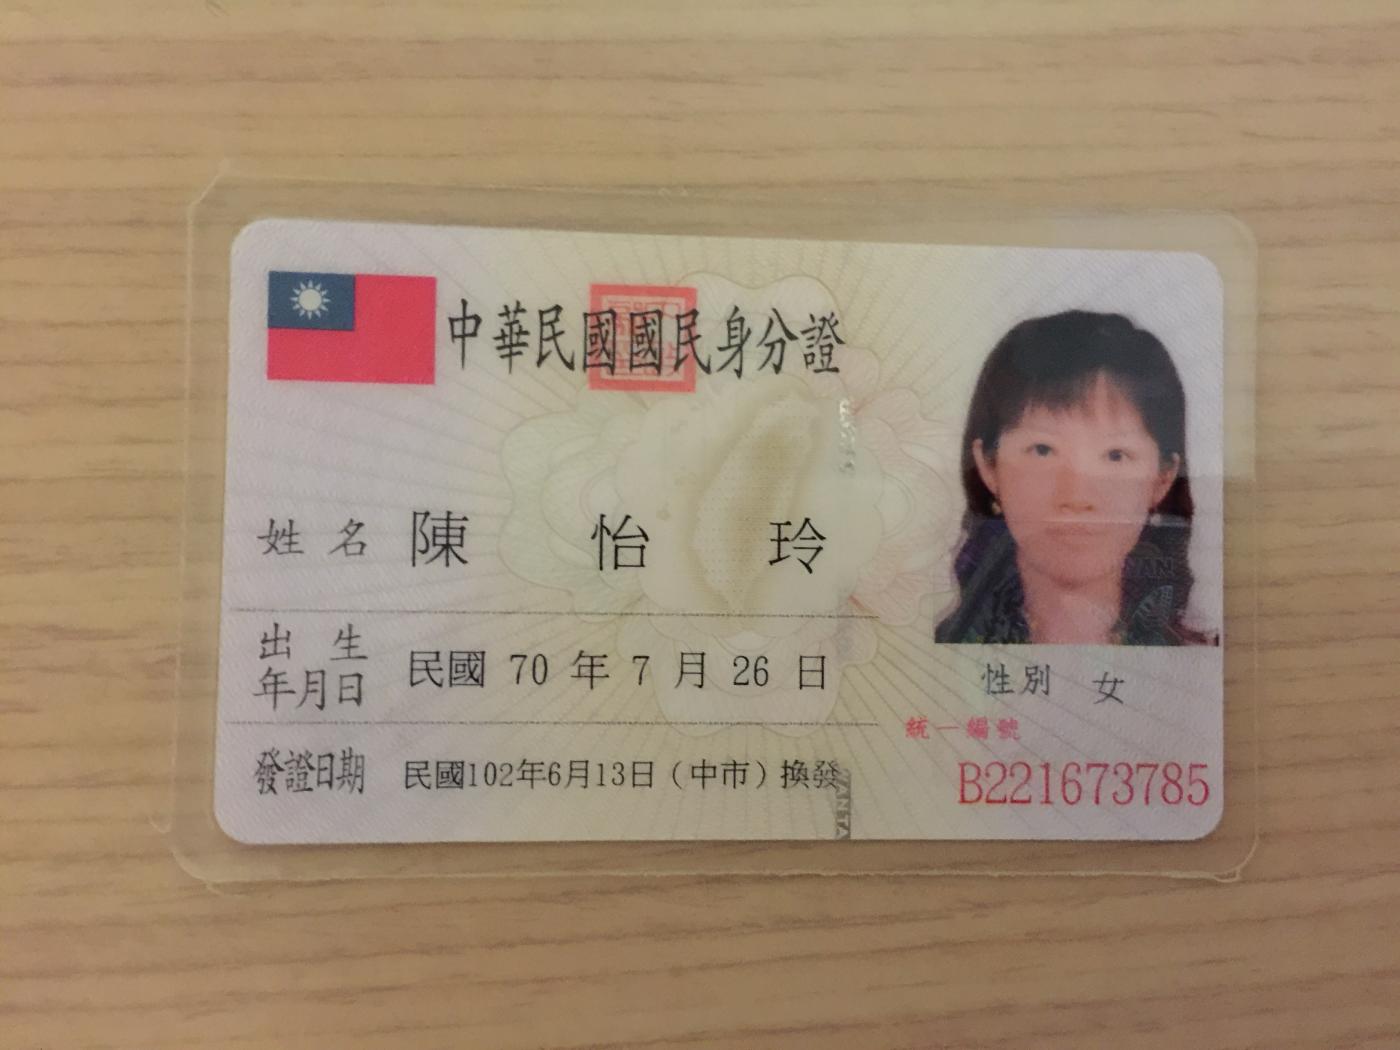 中華民國國民身分證
姓名 陳怡玲
出生年月日 民國 70 年 7 月 26 日
發證日期 民國102年6月13日（中市）換發
性別 女
統一編號
B221673785